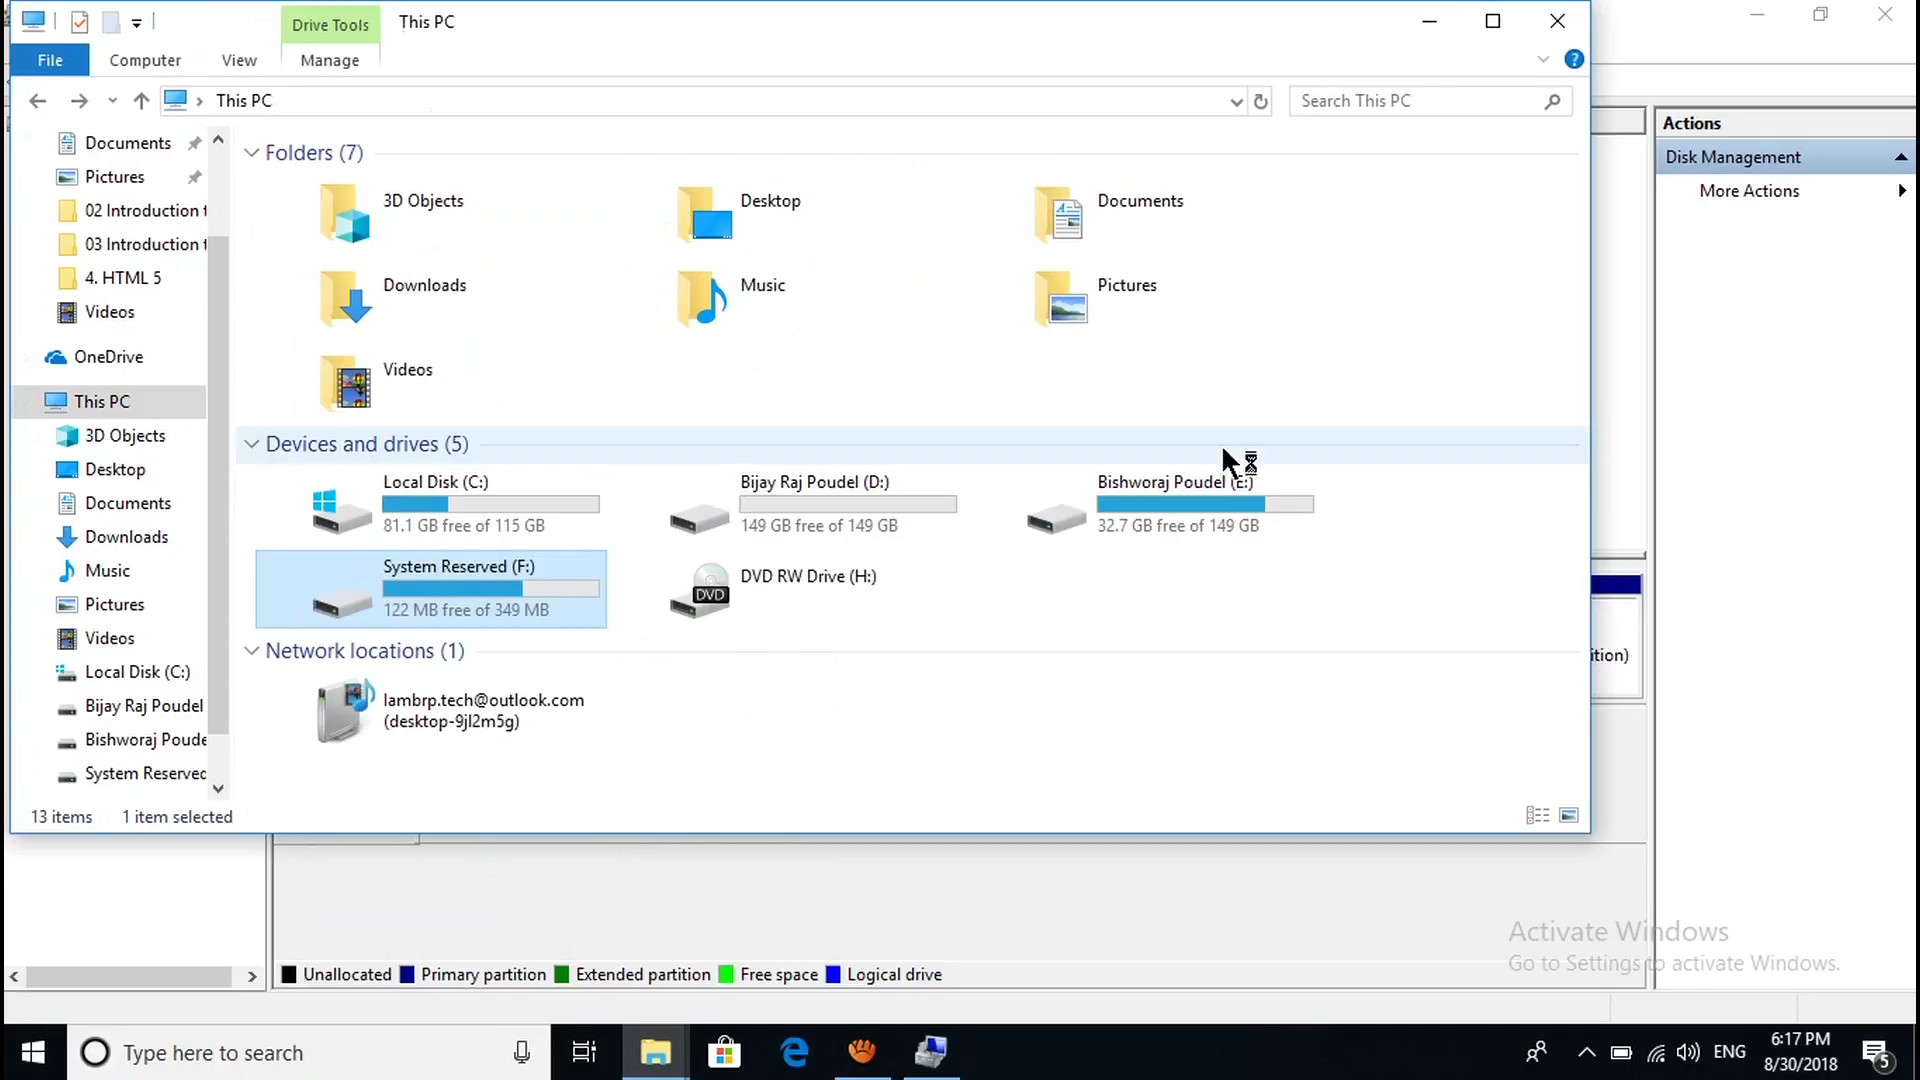 Drive Tools
This PC
File
Computer
View
Manage
This PC
Search This PC
Documents
Pictures
02 Introduction t
03 Introduction t
4. HTML 5
Videos
OneDrive
This PC
3D Objects
Desktop
Documents
Downloads
Music
Pictures
Videos
Local Disk (C:)
Bijay Raj Poudel
Bishworaj Poude
System Reserved
Folders (7)
3D Objects
Desktop
Documents
Downloads
Music
Pictures
Videos
Devices and drives (5)
Local Disk (C:)
81.1 GB free of 115 GB
Bijay Raj Poudel (D:)
149 GB free of 149 GB
Bishworaj Poudel (E:)
32.7 GB free of 149 GB
System Reserved (F:)
122 MB free of 349 MB
DVD RW Drive (H:)
DVD
Network locations (1)
lambrp.tech@outlook.com
(desktop-9jl2m5g)
13 items
1 item selected
Actions
Disk Management
More Actions
ition)
Unallocated
Primary partition
Extended partition
Free space
Logical drive
Activate Windows
Go to Settings to activate Windows.
Type here to search
ENG
6:17 PM
8/30/2018
5